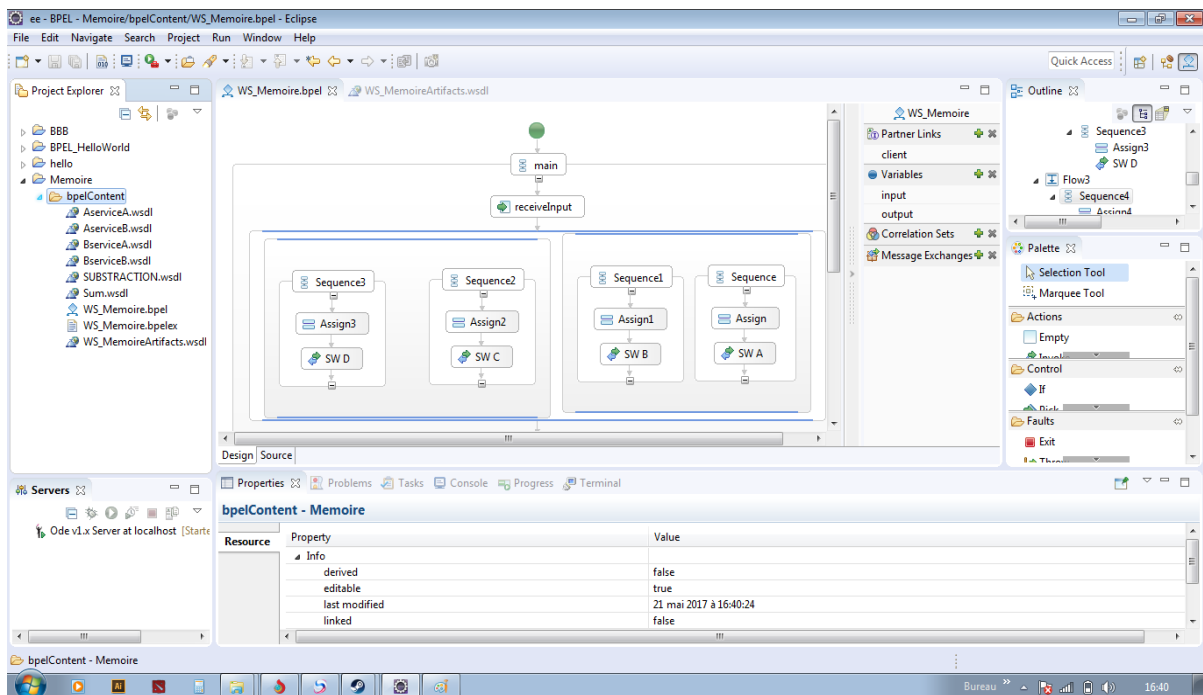 ee - BPEL - Memoire/bpelContent/WS_Memoire.bpel - Eclipse
File Edit Navigate Search Project Run Window Help
Quick Access
Project Explorer
BBB
BPEL_HelloWorld
hello
Memoire
bpelContent
AserviceA.wsdl
AserviceB.wsdl
BserviceA.wsdl
BserviceB.wsdl
SUBSTRACTION.wsdl
Sum.wsdl
WS_Memoire.bpel
WS_Memoire.bpelex
WS_MemoireArtifacts.wsdl
WS_Memoire.bpel
WS_MemoireArtifacts.wsdl
main
receiveInput
Sequence3
Sequence2
Sequence1
Sequence
Assign3
Assign2
Assign1
Assign
SW D
SW C
SW B
SW A
Design Source
WS_Memoire
Partner Links
client
Variables
input
output
Correlation Sets
Message Exchanges
Outline
Sequence3
Assign3
SW D
Flow3
Sequence4
Assign4
Palette
Selection Tool
Marquee Tool
Actions
Empty
Control
If
Faults
Exit
Servers
Ode v1.x Server at localhost [Starte
Properties Problems Tasks Console Progress Terminal
bpelContent - Memoire
Resource
Property Value
Info
derived false
editable true
last modified 21 mai 2017 à 16:40:24
linked false
bpelContent - Memoire
Ai
Bureau
16:40